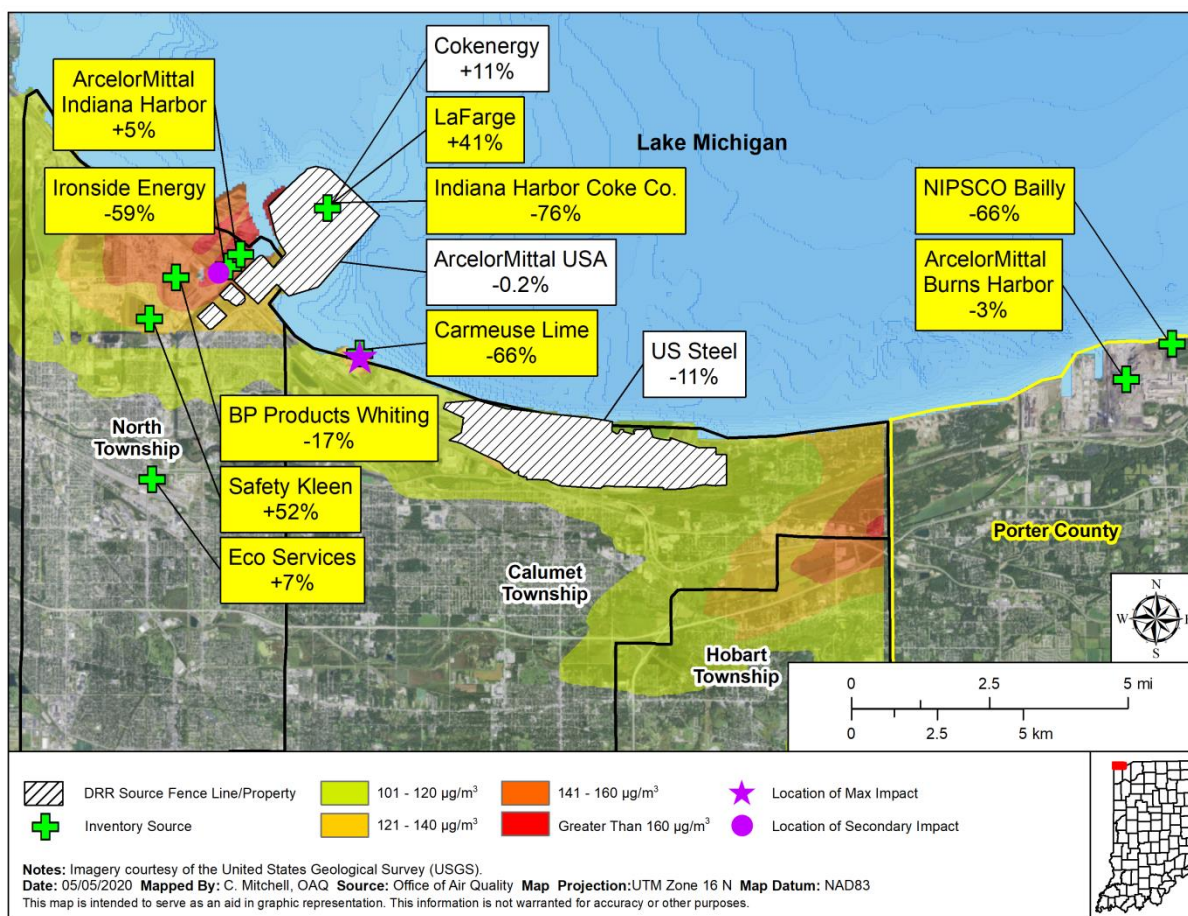 Cokenergy
+11%
ArcelorMittal
Indiana Harbor
+5%
LaFarge
+41%
Lake Michigan
Ironside Energy
-59%
Indiana Harbor Coke Co.
-76%
NIPSCO Bailly
-66%
ArcelorMittal USA
-0.2%
ArcelorMittal
Burns Harbor
-3%
Carmeuse Lime
-66%
US Steel
-11%
BP Products Whiting
-17%
North
Township
Safety Kleen
+52%
Eco Services
+7%
Calumet
Township
Porter County
Hobart
Township
N
W E
S
0 2.5 5 mi
0 2.5 5 km
DRR Source Fence Line/Property
101 - 120 µg/m³
141 - 160 µg/m³
Location of Max Impact
Inventory Source
121 - 140 µg/m³
Greater Than 160 µg/m³
Location of Secondary Impact
Notes: Imagery courtesy of the United States Geological Survey (USGS).
Date: 05/05/2020 Mapped By: C. Mitchell, OAQ Source: Office of Air Quality Map Projection:UTM Zone 16 N Map Datum: NAD83
This map is intended to serve as an aid in graphic representation. This information is not warranted for accuracy or other purposes.